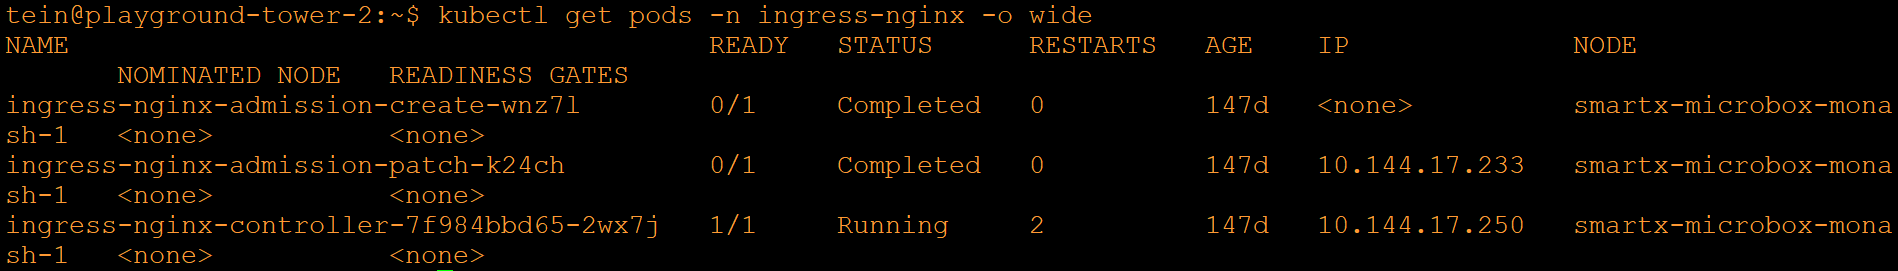 tein@playground-tower-2:~$ kubectl get pods -n ingress-nginx -o wide
NAME                                        READY   STATUS      RESTARTS   AGE    IP              NODE
       NOMINATED NODE   READINESS GATES
ingress-nginx-admission-create-wnz7l        0/1     Completed   0          147d   <none>          smartx-microbox-mona
sh-1   <none>           <none>
ingress-nginx-admission-patch-k24ch         0/1     Completed   0          147d   10.144.17.233   smartx-microbox-mona
sh-1   <none>           <none>
ingress-nginx-controller-7f984bbd65-2wx7j   1/1     Running     2          147d   10.144.17.250   smartx-microbox-mona
sh-1   <none>           <none>